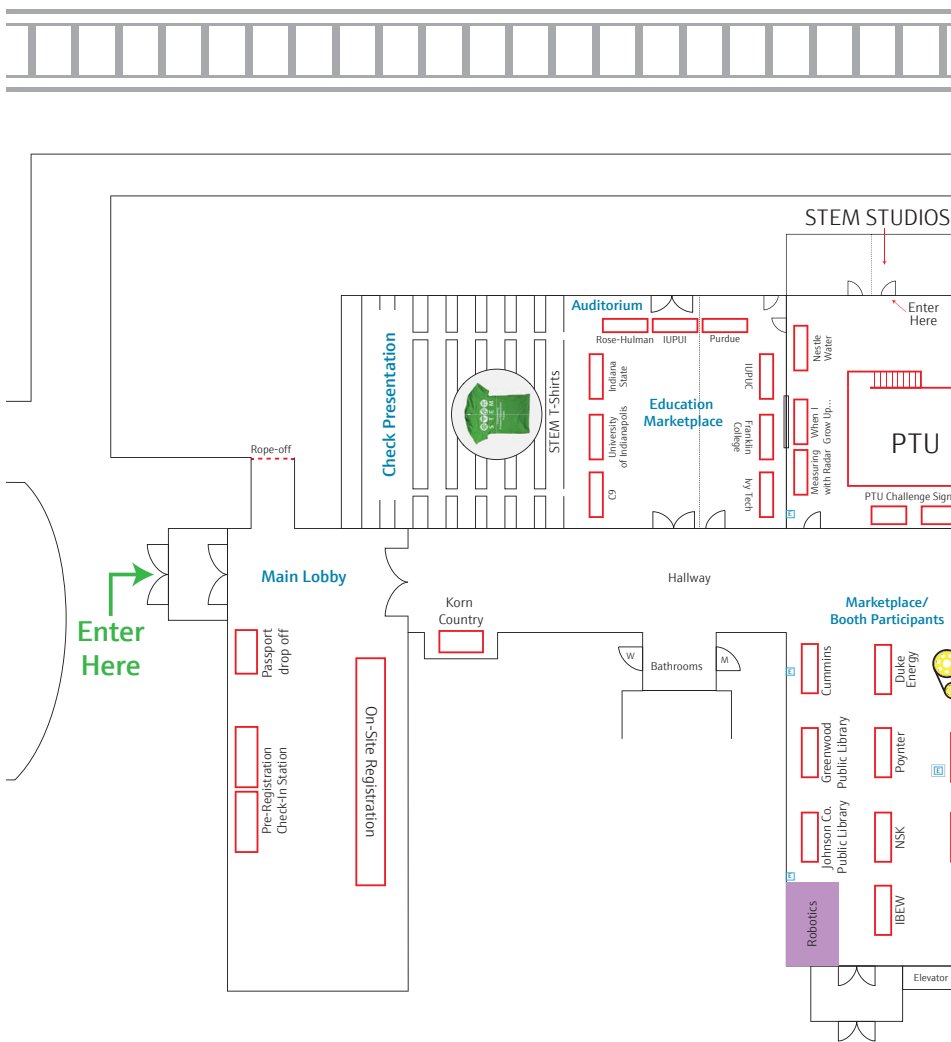 STEM STUDIOS
Enter
Here
Auditorium
Rose-Hulman
IUPUI
Purdue
Nestle
Water
Indiana
State
IUPUC
Check Presentation
STEM T-Shirts
STEM
Education
Marketplace
University
of Indianapolis
Franklin
College
When I
Grow Up...
PTU
Rope-off
C9
Ivy Tech
Measuring
with Radar
PTU Challenge Sign
Main Lobby
Hallway
Enter
Here
Korn
Country
Marketplace/
Booth Participants
Passport
drop off
W
Bathrooms
M
Cummins
Duke
Energy
On-Site Registration
Pre-Registration
Check-In Station
Greenwood
Public Library
Poynter
E
Johnson Co.
Public Library
NSK
Robotics
IBEW
Elevator